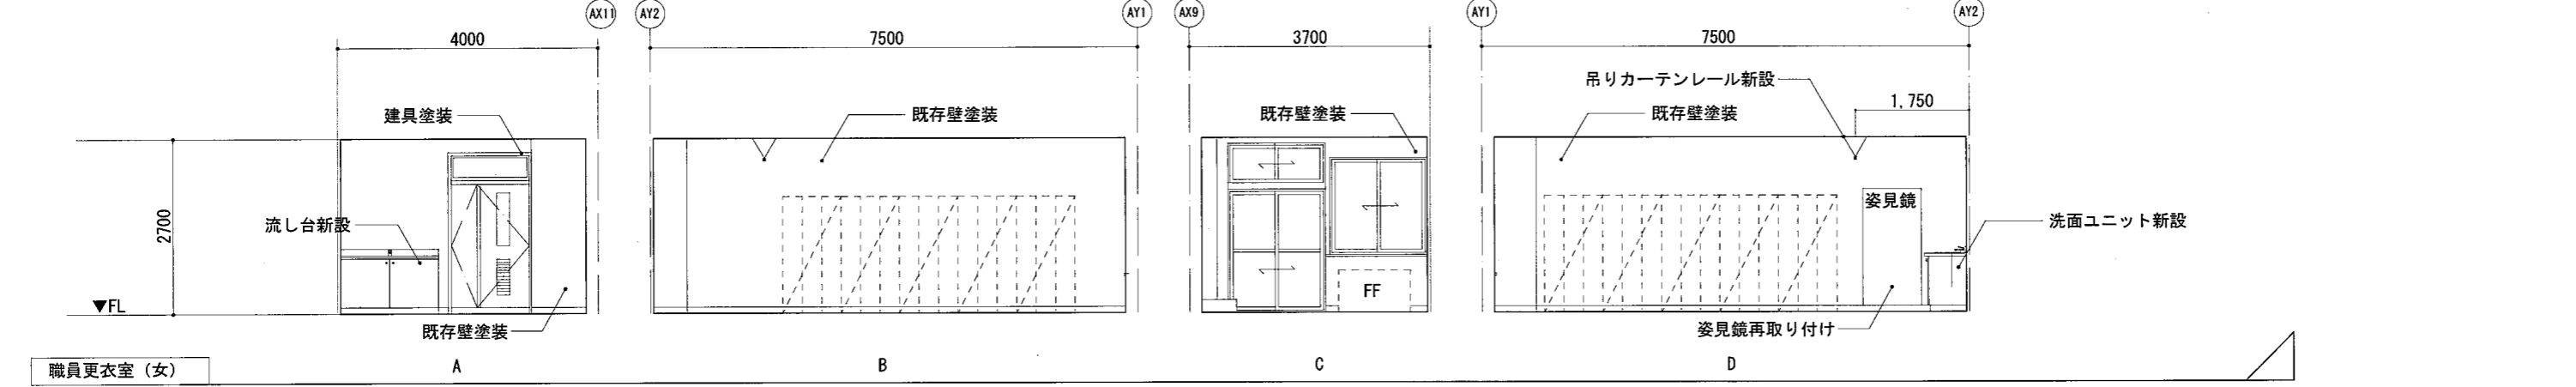 AX11
AY2
AY1
AX9
AY1
AY2
4000
7500
3700
7500
吊りカーテンレール新設
1,750
建具塗装
既存壁塗装
既存壁塗装
既存壁塗装
2700
流し台新設
姿見鏡
洗面ユニット新設
FF
▼FL
既存壁塗装
姿見鏡再取り付け
職員更衣室（女）
A
B
C
D